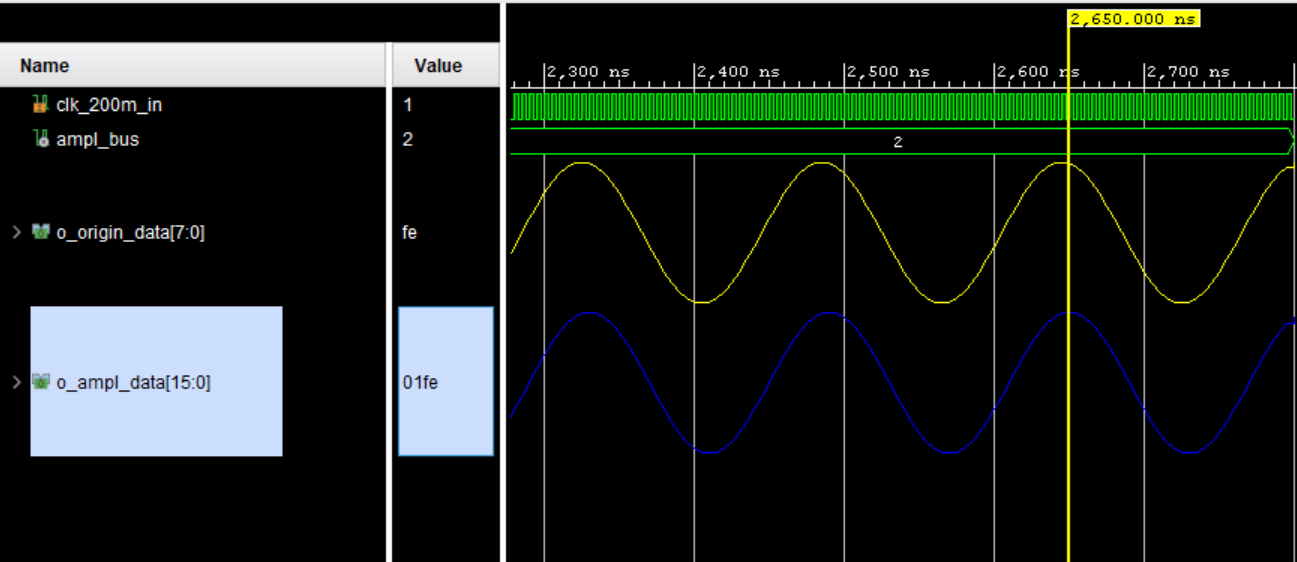 2,650.000 ns
Name Value
2,300 ns 2,400 ns 2,500 ns 2,600 ns 2,700 ns
clk_200m_in 1
ampl_bus 2 2
o_origin_data[7:0] fe
o_ampl_data[15:0] 01fe